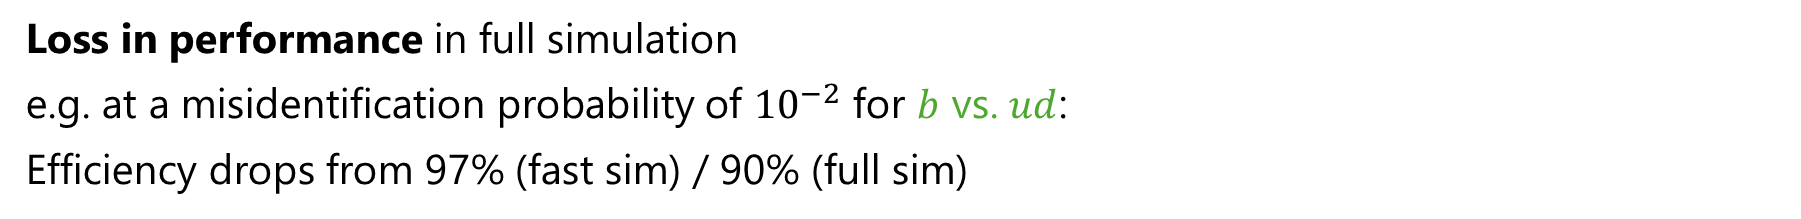 Loss in performance in full simulation
e.g. at a misidentification probability of 10⁻² for b vs. ud:
Efficiency drops from 97% (fast sim) / 90% (full sim)